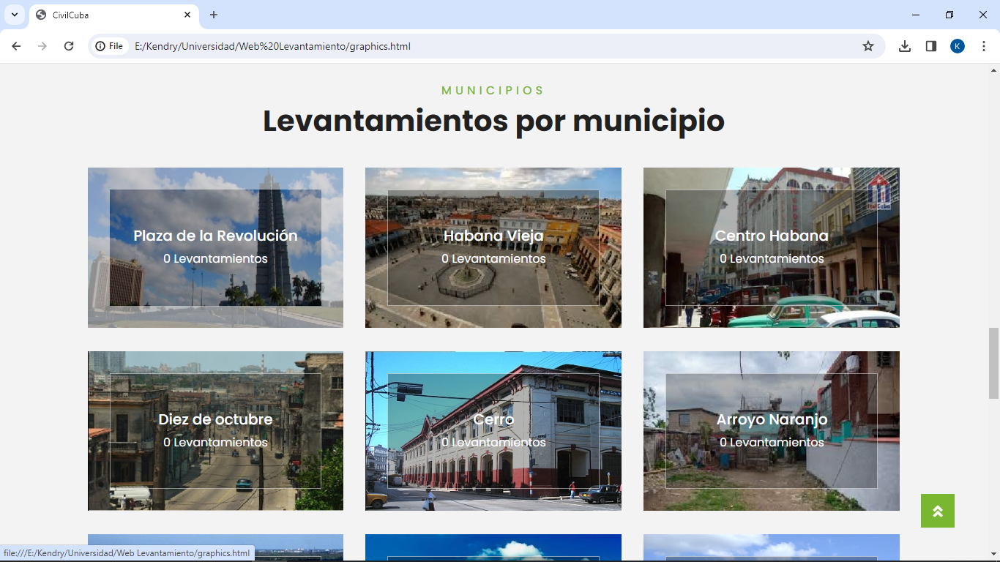 CivilCuba
File
E:/Kendry/Universidad/Web%20Levantamiento/graphics.html
K
MUNICIPIOS
Levantamientos por municipio
Plaza de la Revolución
0 Levantamientos
Habana Vieja
0 Levantamientos
Centro Habana
0 Levantamientos
Diez de octubre
0 Levantamientos
Cerro
0 Levantamientos
Arroyo Naranjo
0 Levantamientos
file:///E:/Kendry/Universidad/Web Levantamiento/graphics.html